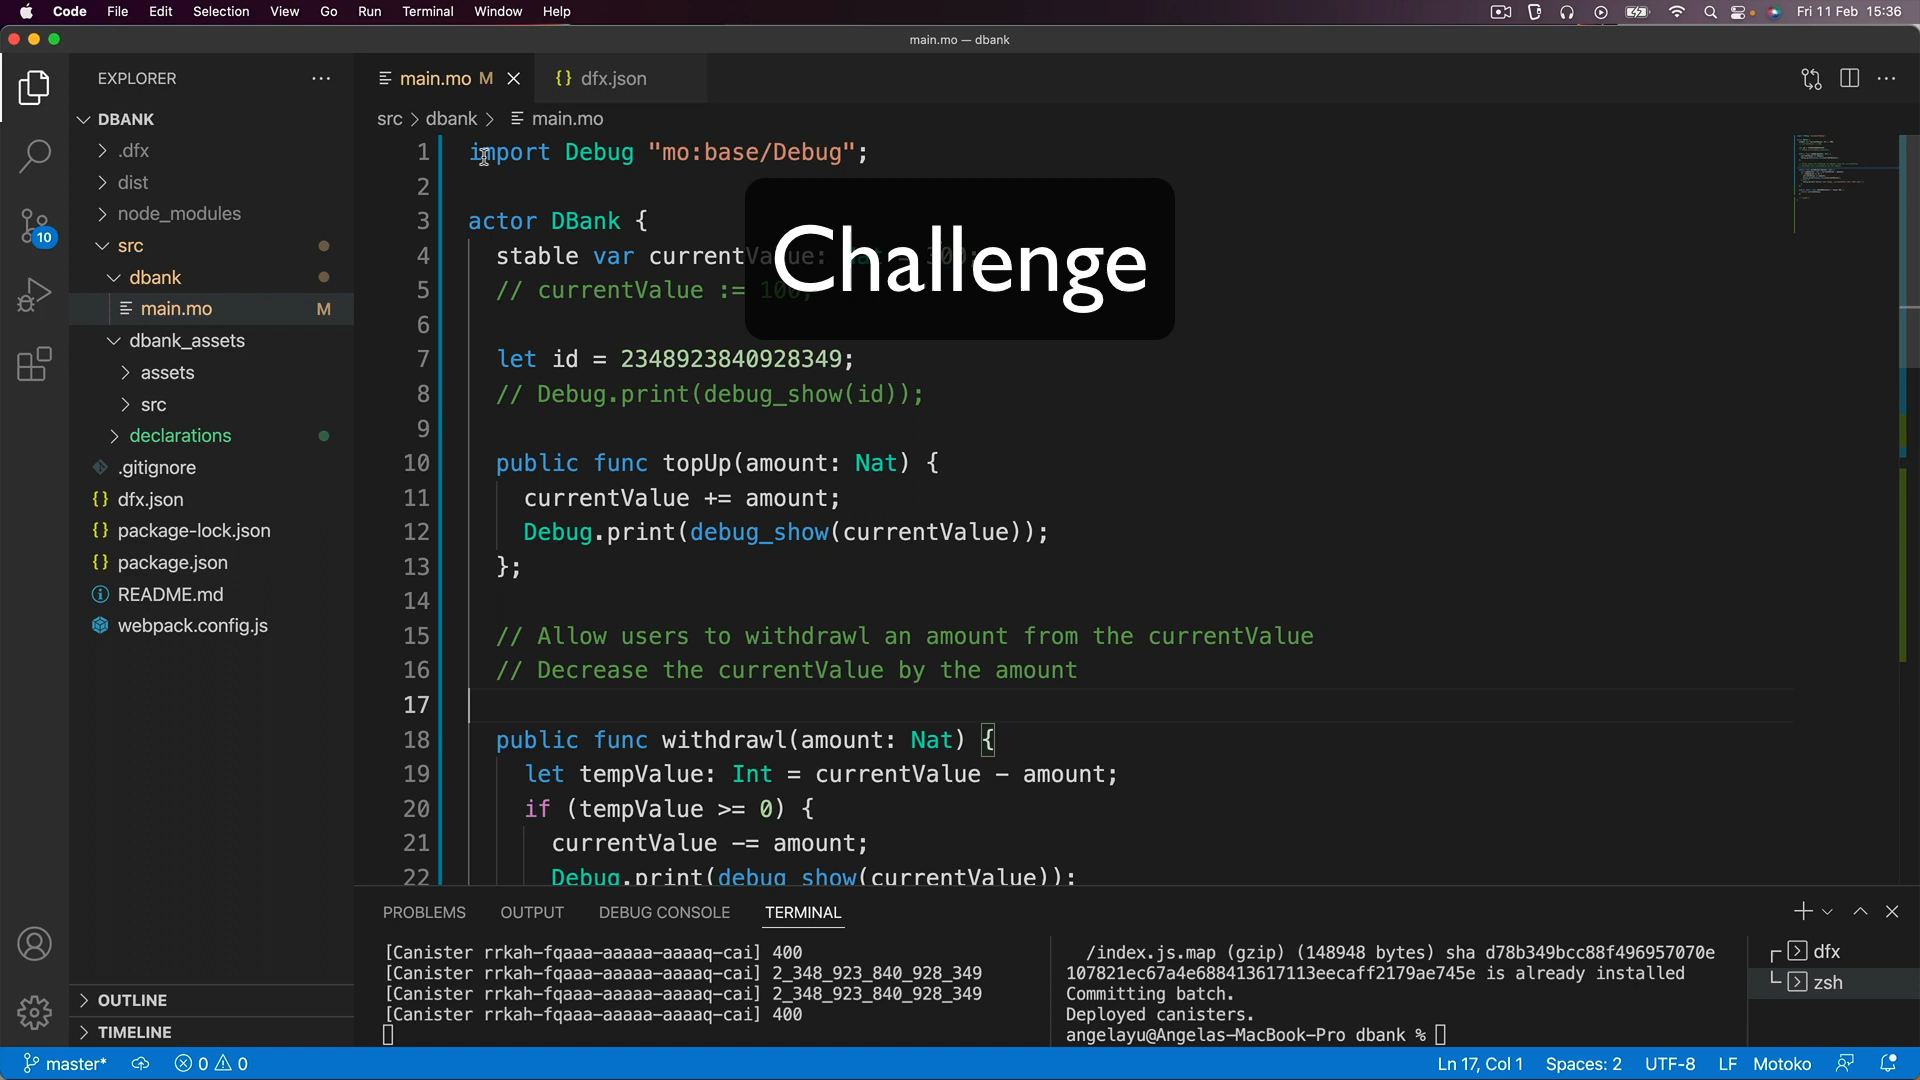 Code File Edit Selection View Go Run Terminal Window Help Fri 11 Feb 15:36
main.mo — dbank
EXPLORER
main.mo M
{} dfx.json
DBANK
src > dbank > main.mo
.dfx
dist
node_modules
src
dbank
main.mo M
dbank_assets
assets
src
declarations
.gitignore
{} dfx.json
{} package-lock.json
{} package.json
README.md
webpack.config.js
OUTLINE
TIMELINE
10
1 import Debug "mo:base/Debug";
2
3 actor DBank {
4 stable var currentValue: Nat = 300;
5 // currentValue := 100;
6
7 let id = 2348923840928349;
8 // Debug.print(debug_show(id));
9
10 public func topUp(amount: Nat) {
11 currentValue += amount;
12 Debug.print(debug_show(currentValue));
13 };
14
15 // Allow users to withdrawl an amount from the currentValue
16 // Decrease the currentValue by the amount
17
18 public func withdrawl(amount: Nat) {
19 let tempValue: Int = currentValue - amount;
20 if (tempValue >= 0) {
21 currentValue -= amount;
22 Debug.print(debug_show(currentValue));
Challenge
PROBLEMS OUTPUT DEBUG CONSOLE TERMINAL
[Canister rrkah-fqaaa-aaaaa-aaaaq-cai] 400
[Canister rrkah-fqaaa-aaaaa-aaaaq-cai] 2_348_923_840_928_349
[Canister rrkah-fqaaa-aaaaa-aaaaq-cai] 2_348_923_840_928_349
[Canister rrkah-fqaaa-aaaaa-aaaaq-cai] 400
/index.js.map (gzip) (148948 bytes) sha d78b349bcc88f496957070e
107821ec67a4e688413617113eecaff2179ae745e is already installed
Committing batch.
Deployed canisters.
angelayu@Angelas-MacBook-Pro dbank %
dfx
zsh
master* 0 0 Ln 17, Col 1 Spaces: 2 UTF-8 LF Motoko